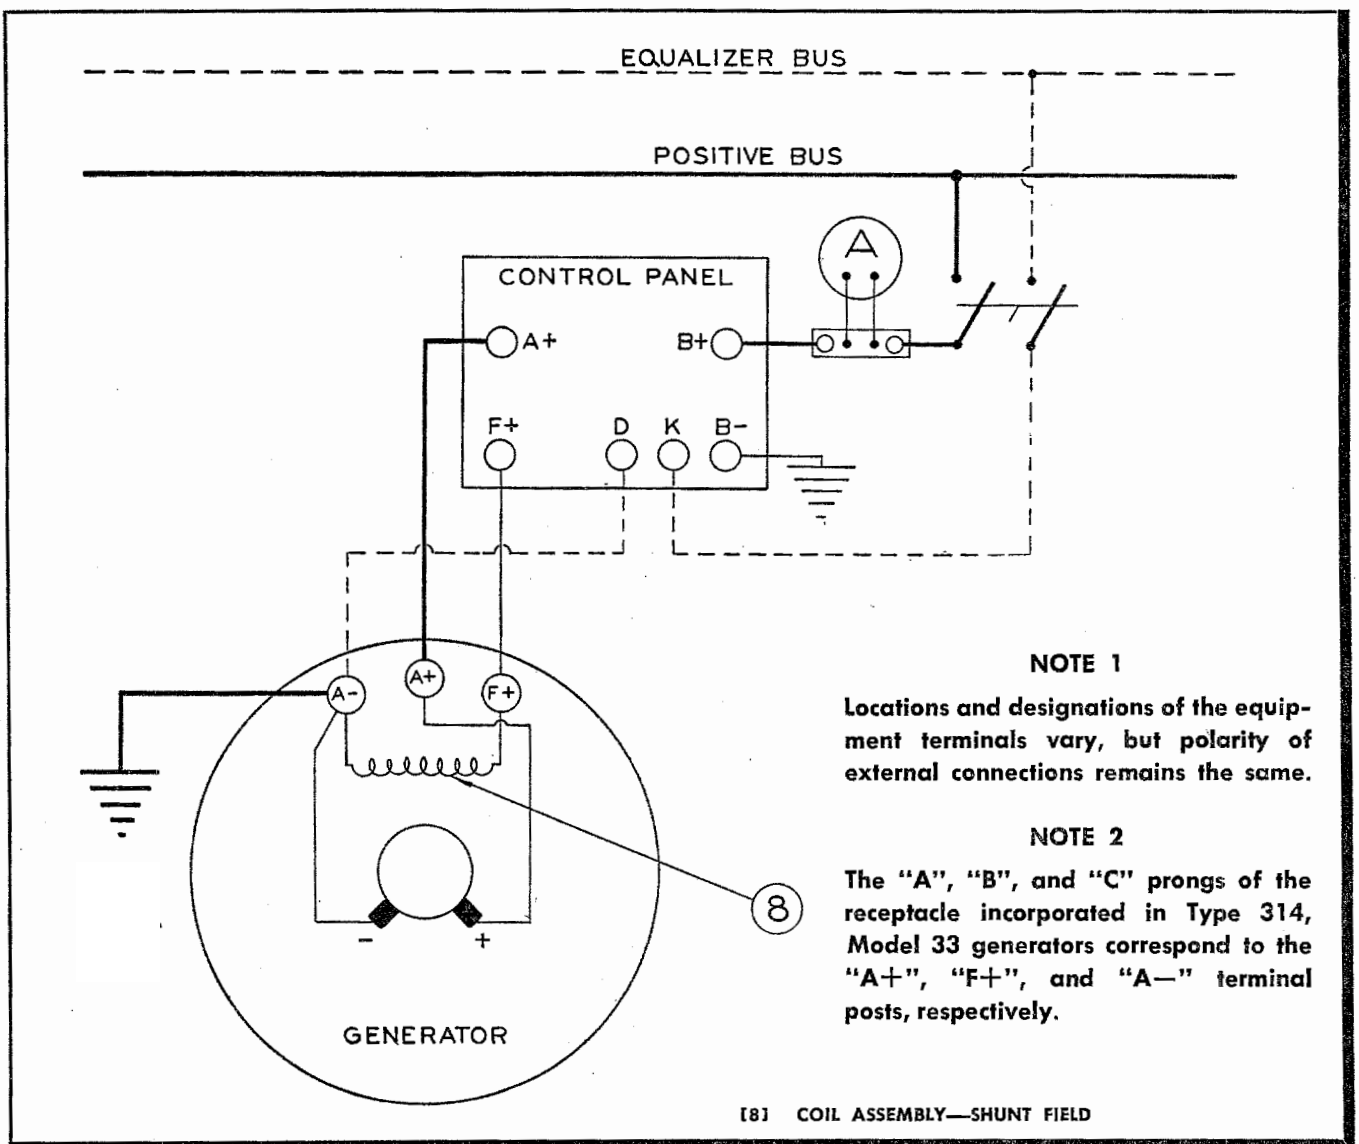 EQUALIZER BUS
POSITIVE BUS
A
CONTROL PANEL
A+
B+
F+
D
K
B-
A-
A+
F+
8
-
+
GENERATOR
NOTE 1
Locations and designations of the equip-
ment terminals vary, but polarity of
external connections remains the same.
NOTE 2
The “A”, “B”, and “C” prongs of the
receptacle incorporated in Type 314,
Model 33 generators correspond to the
“A+”, “F+”, and “A—” terminal
posts, respectively.
[8] COIL ASSEMBLY—SHUNT FIELD